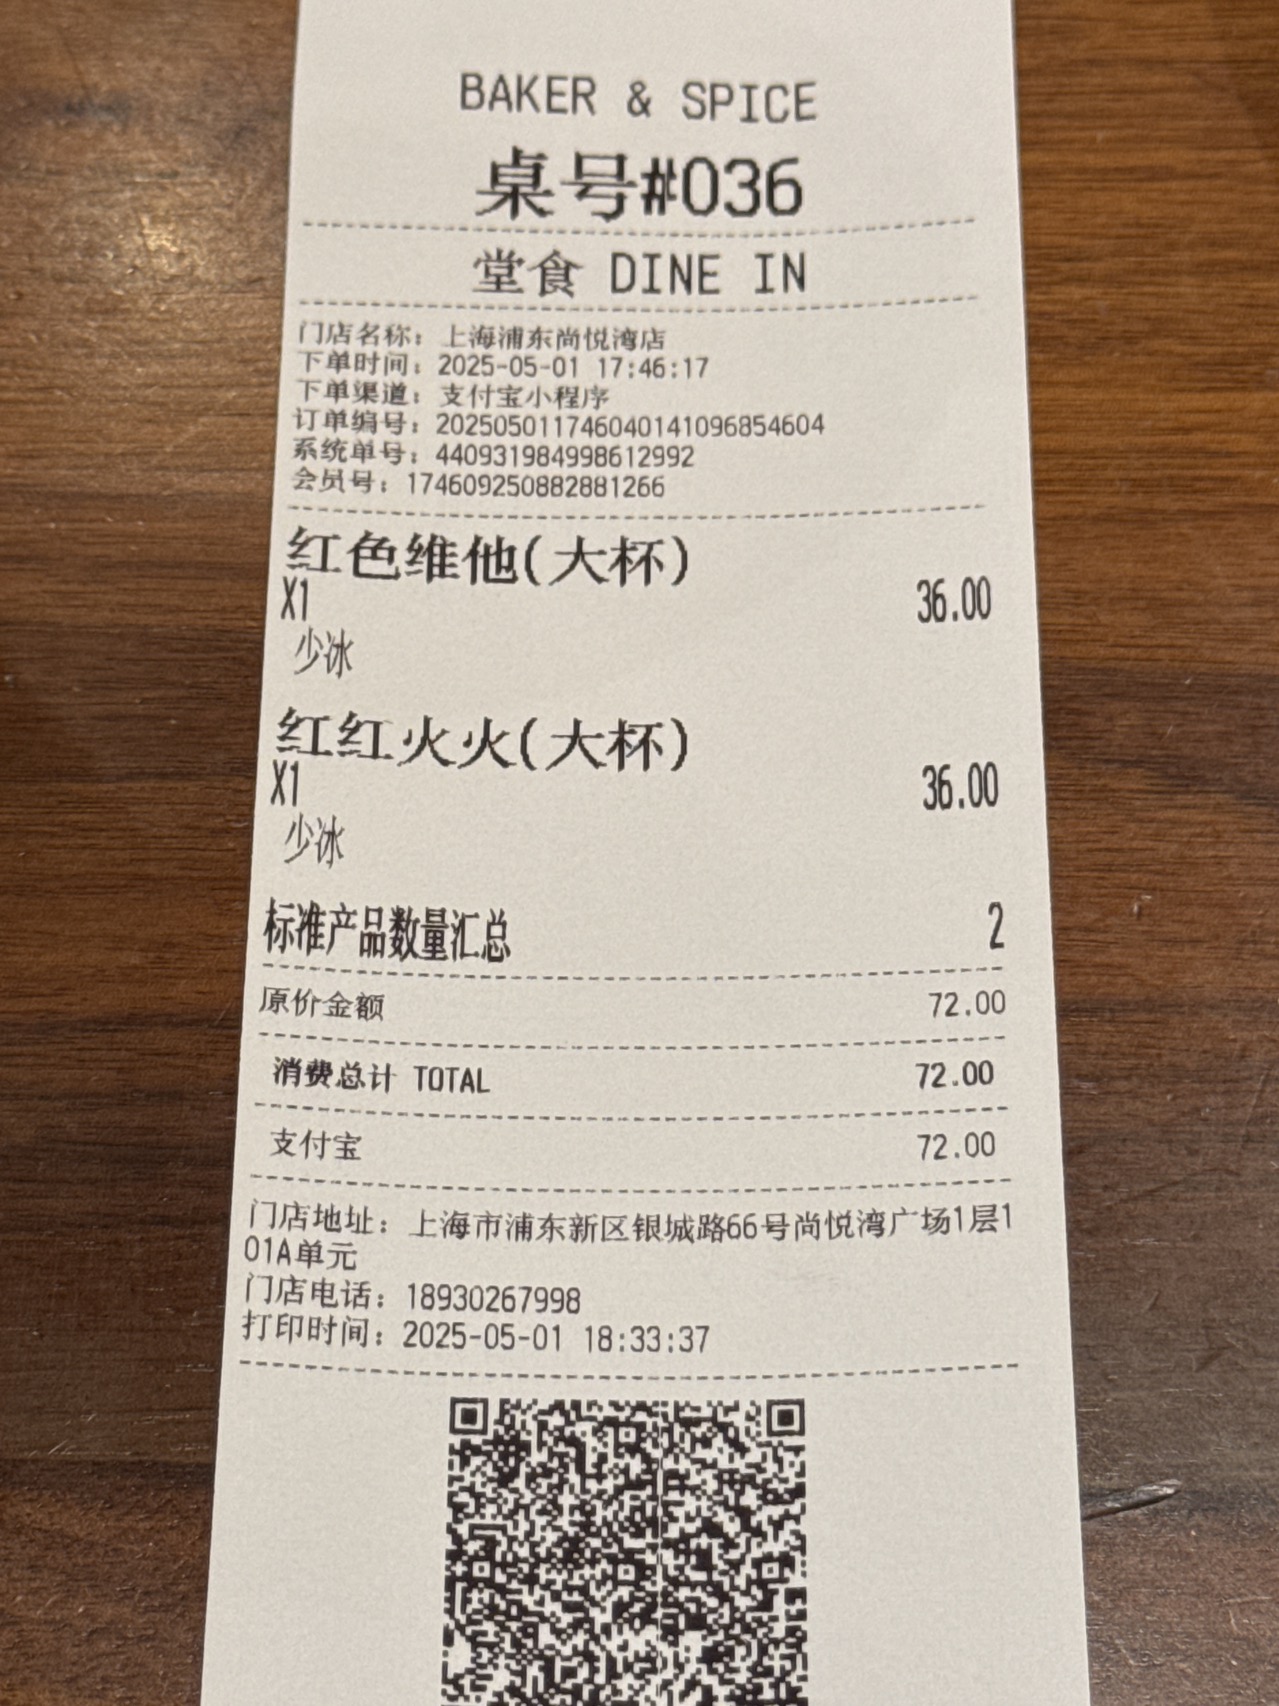 BAKER & SPICE
桌号#036
堂食 DINE IN
门店名称：上海浦东尚悦湾店
下单时间：2025-05-01 17:46:17
下单渠道：支付宝小程序
订单编号：2025050117460401410968​54604
系统单号：440931984998612992
会员号：1746092508828812​66
红色维他(大杯)
X1 36.00
少冰
红红火火(大杯)
X1 36.00
少冰
标准产品数量汇总 2
原价金额 72.00
消费总计 TOTAL 72.00
支付宝 72.00
门店地址：上海市浦东新区银城路66号尚悦湾广场1层1
01A单元
门店电话：18930267998
打印时间：2025-05-01 18:33:37